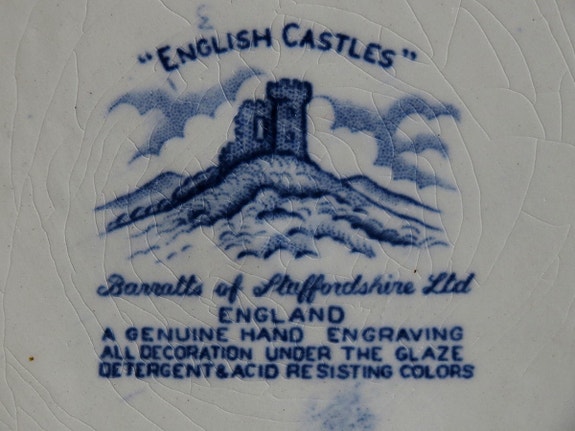 "ENGLISH CASTLES"
Barratts of Staffordshire Ltd
ENGLAND
A GENUINE HAND ENGRAVING
ALL DECORATION UNDER THE GLAZE
DETERGENT & ACID RESISTING COLORS